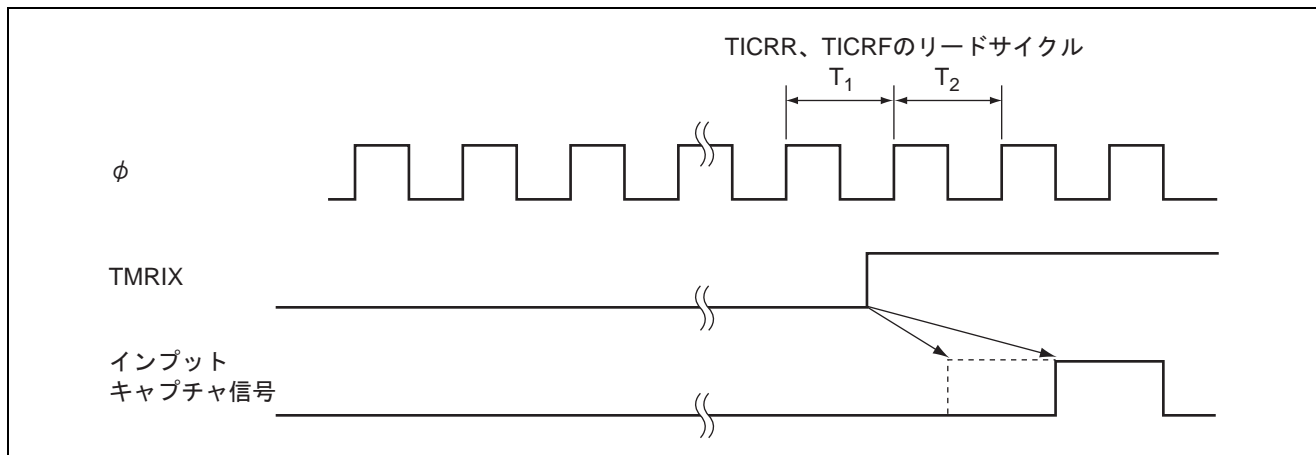 TICRR、TICRFのリードサイクル
T1 T2
φ
TMRIX
インプット
キャプチャ信号